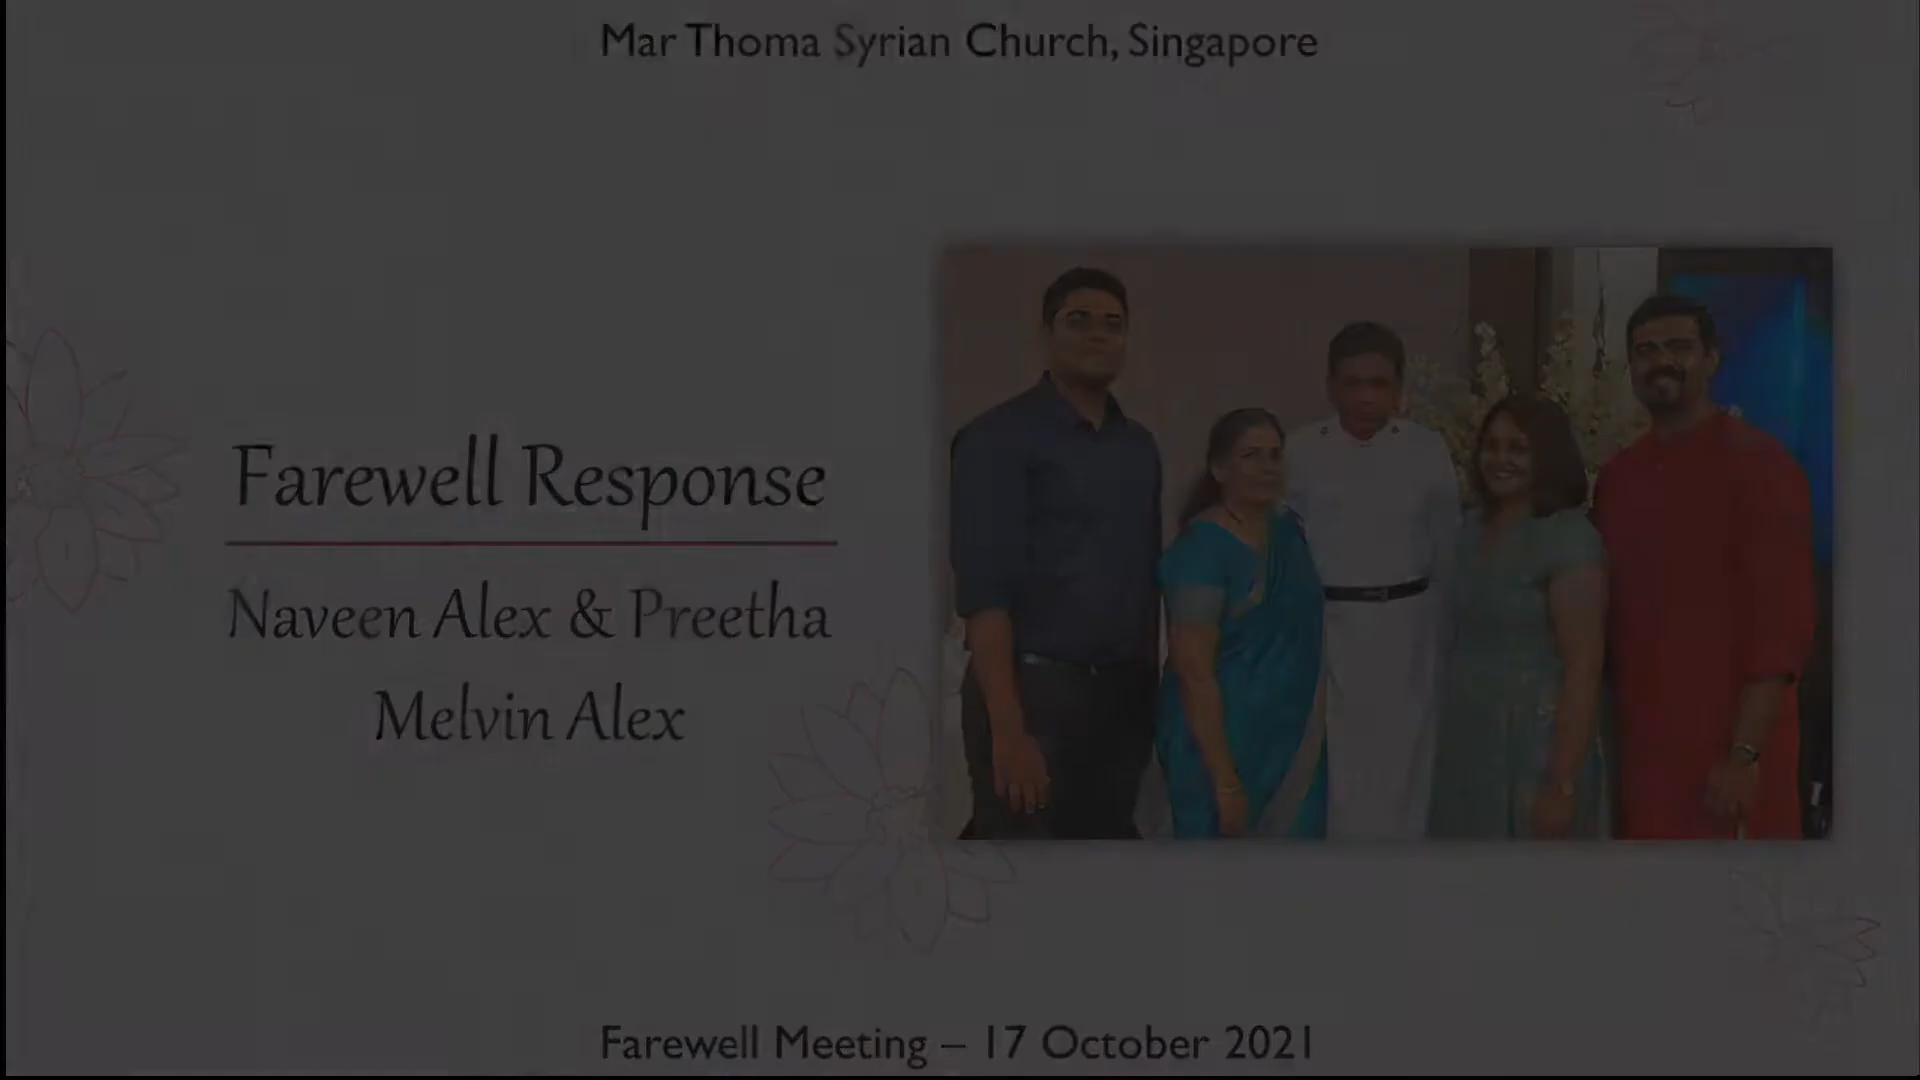 Mar Thoma Syrian Church, Singapore
Farewell Response
Naveen Alex & Preetha
Melvin Alex
Farewell Meeting – 17 October 2021